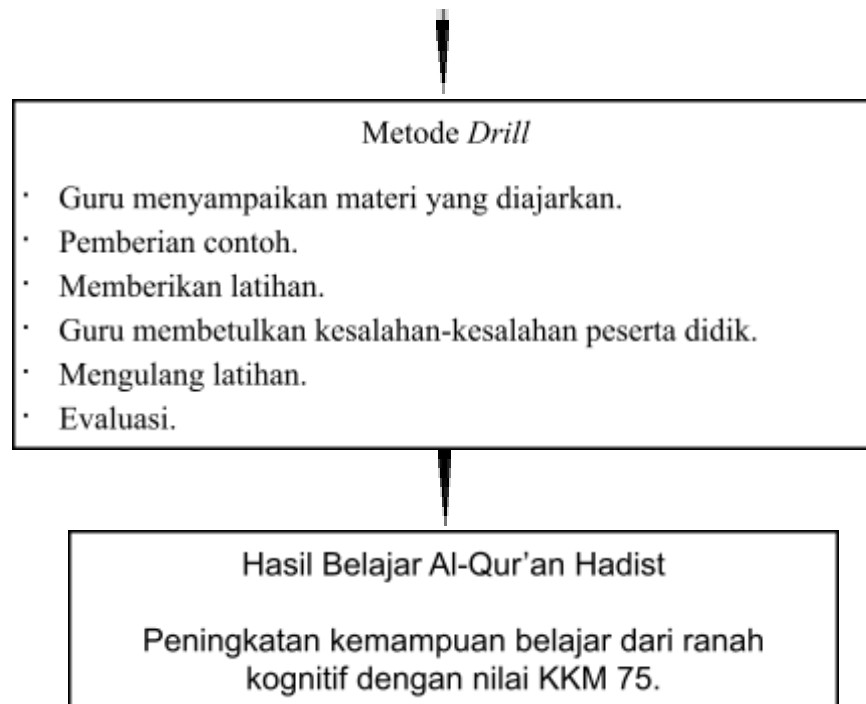 Metode Drill
· Guru menyampaikan materi yang diajarkan.
· Pemberian contoh.
· Memberikan latihan.
· Guru membetulkan kesalahan-kesalahan peserta didik.
· Mengulang latihan.
· Evaluasi.
Hasil Belajar Al-Qur'an Hadist
Peningkatan kemampuan belajar dari ranah
kognitif dengan nilai KKM 75.